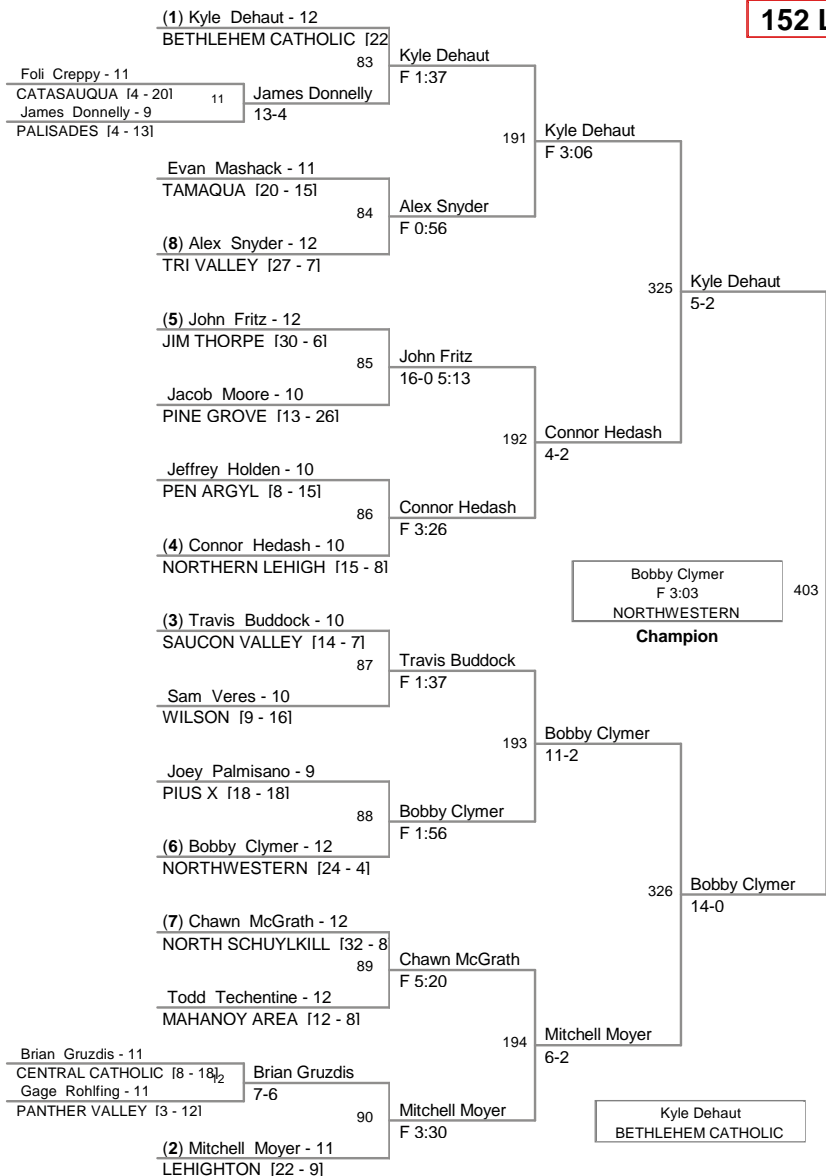 152 L
(1) Kyle Dehaut - 12
BETHLEHEM CATHOLIC [22
83
Kyle Dehaut
F 1:37
Foli Creppy - 11
CATASAUQUA [4 - 20]
11
James Donnelly
13-4
James Donnelly - 9
PALISADES [4 - 13]
191
Kyle Dehaut
F 3:06
Evan Mashack - 11
TAMAQUA [20 - 15]
84
Alex Snyder
F 0:56
(8) Alex Snyder - 12
TRI VALLEY [27 - 7]
325
Kyle Dehaut
5-2
(5) John Fritz - 12
JIM THORPE [30 - 6]
85
John Fritz
16-0 5:13
Jacob Moore - 10
PINE GROVE [13 - 26]
192
Connor Hedash
4-2
Jeffrey Holden - 10
PEN ARGYL [8 - 15]
86
Connor Hedash
F 3:26
(4) Connor Hedash - 10
NORTHERN LEHIGH [15 - 8]
Bobby Clymer
F 3:03
NORTHWESTERN
403
Champion
(3) Travis Buddock - 10
SAUCON VALLEY [14 - 7]
87
Travis Buddock
F 1:37
Sam Veres - 10
WILSON [9 - 16]
193
Bobby Clymer
11-2
Joey Palmisano - 9
PIUS X [18 - 18]
88
Bobby Clymer
F 1:56
(6) Bobby Clymer - 12
NORTHWESTERN [24 - 4]
326
Bobby Clymer
14-0
(7) Chawn McGrath - 12
NORTH SCHUYLKILL [32 - 8
89
Chawn McGrath
F 5:20
Todd Techentine - 12
MAHANOY AREA [12 - 8]
194
Mitchell Moyer
6-2
Brian Gruzdis - 11
CENTRAL CATHOLIC [8 - 18]
12
Brian Gruzdis
7-6
Gage Rohlfing - 11
PANTHER VALLEY [3 - 12]
90
Mitchell Moyer
F 3:30
(2) Mitchell Moyer - 11
LEHIGHTON [22 - 9]
Kyle Dehaut
BETHLEHEM CATHOLIC